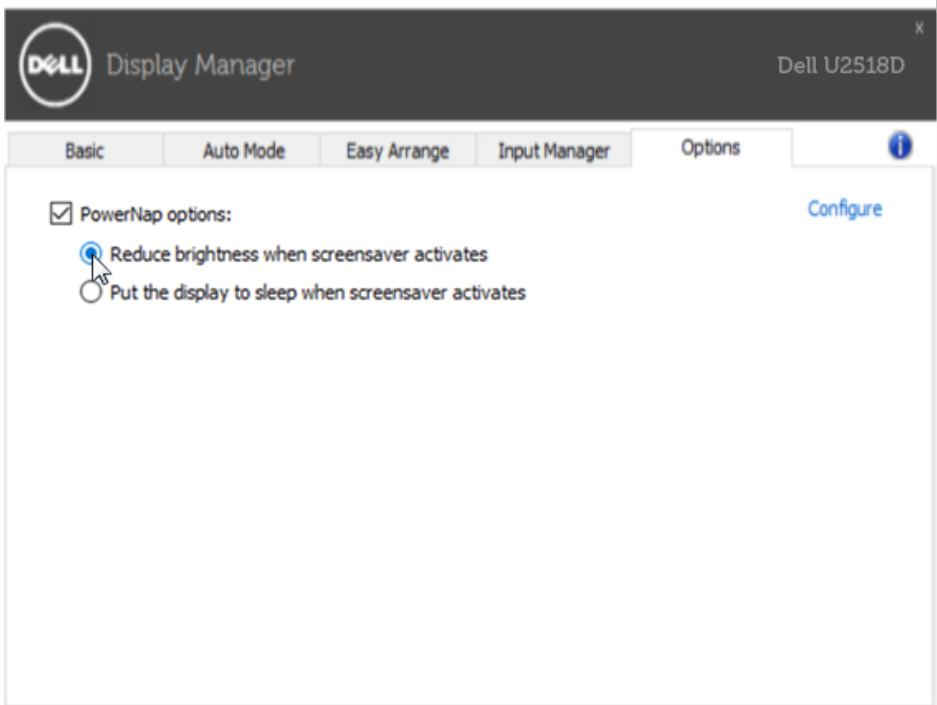 DELL
Display Manager
Dell U2518D
x
Basic
Auto Mode
Easy Arrange
Input Manager
Options
i
PowerNap options:
Configure
Reduce brightness when screensaver activates
Put the display to sleep when screensaver activates